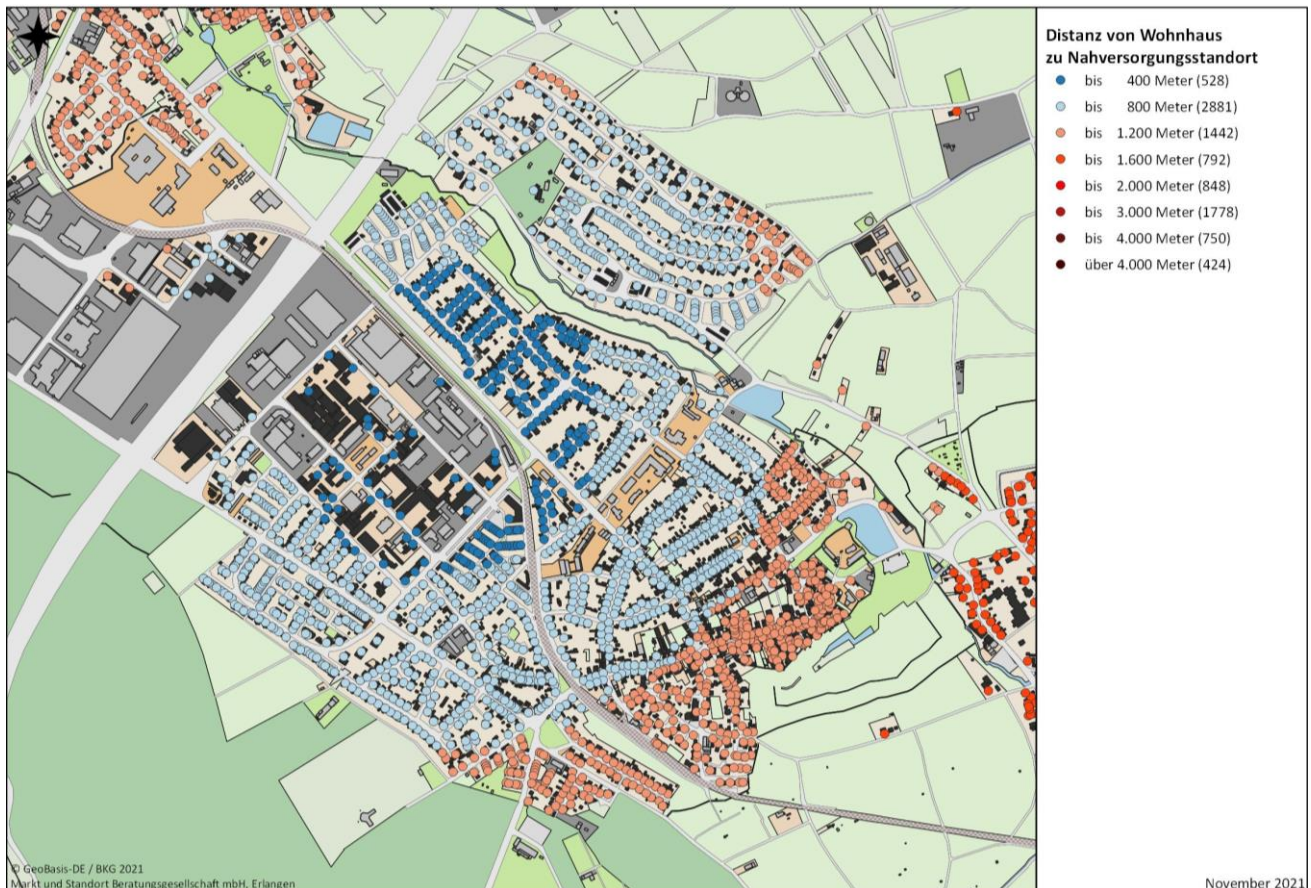 Distanz von Wohnhaus
zu Nahversorgungsstandort
bis 400 Meter (528)
bis 800 Meter (2881)
bis 1.200 Meter (1442)
bis 1.600 Meter (792)
bis 2.000 Meter (848)
bis 3.000 Meter (1778)
bis 4.000 Meter (750)
über 4.000 Meter (424)
© GeoBasis-DE / BKG 2021
Markt und Standort Beratungsgesellschaft mbH, Erlangen
November 2021